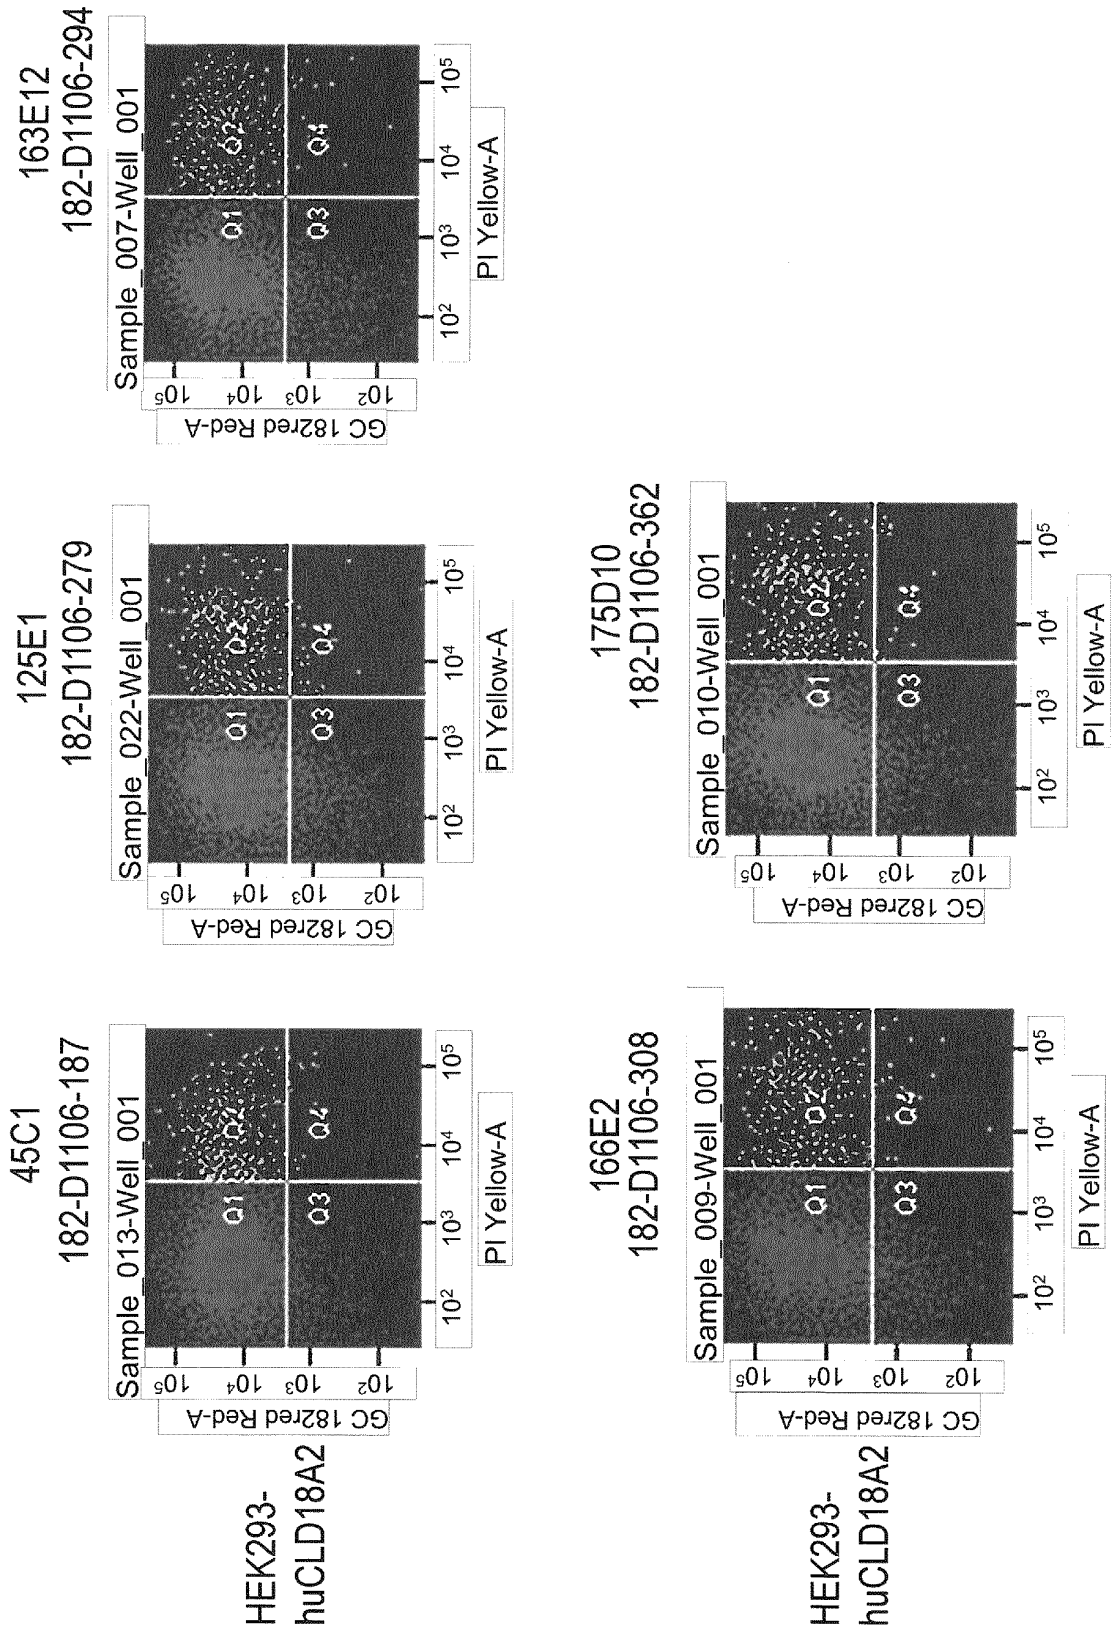 HEK293-
huCLD18A2
45C1
182-D1106-187
Sample_013-Well_001
GC 182red Red-A
10⁵
10⁴
10³
10²
Q1
Q2
Q3
Q4
10²
10³
10⁴
10⁵
PI Yellow-A
125E1
182-D1106-279
Sample_022-Well_001
GC 182red Red-A
10⁵
10⁴
10³
10²
Q1
Q2
Q3
Q4
10²
10³
10⁴
10⁵
PI Yellow-A
163E12
182-D1106-294
Sample_007-Well_001
GC 182red Red-A
10⁵
10⁴
10³
10²
Q1
Q2
Q3
Q4
10²
10³
10⁴
10⁵
PI Yellow-A
HEK293-
huCLD18A2
166E2
182-D1106-308
Sample_009-Well_001
GC 182red Red-A
10⁵
10⁴
10³
10²
Q1
Q2
Q3
Q4
10²
10³
10⁴
10⁵
PI Yellow-A
175D10
182-D1106-362
Sample_010-Well_001
GC 182red Red-A
10⁵
10⁴
10³
10²
Q1
Q2
Q3
Q4
10²
10³
10⁴
10⁵
PI Yellow-A